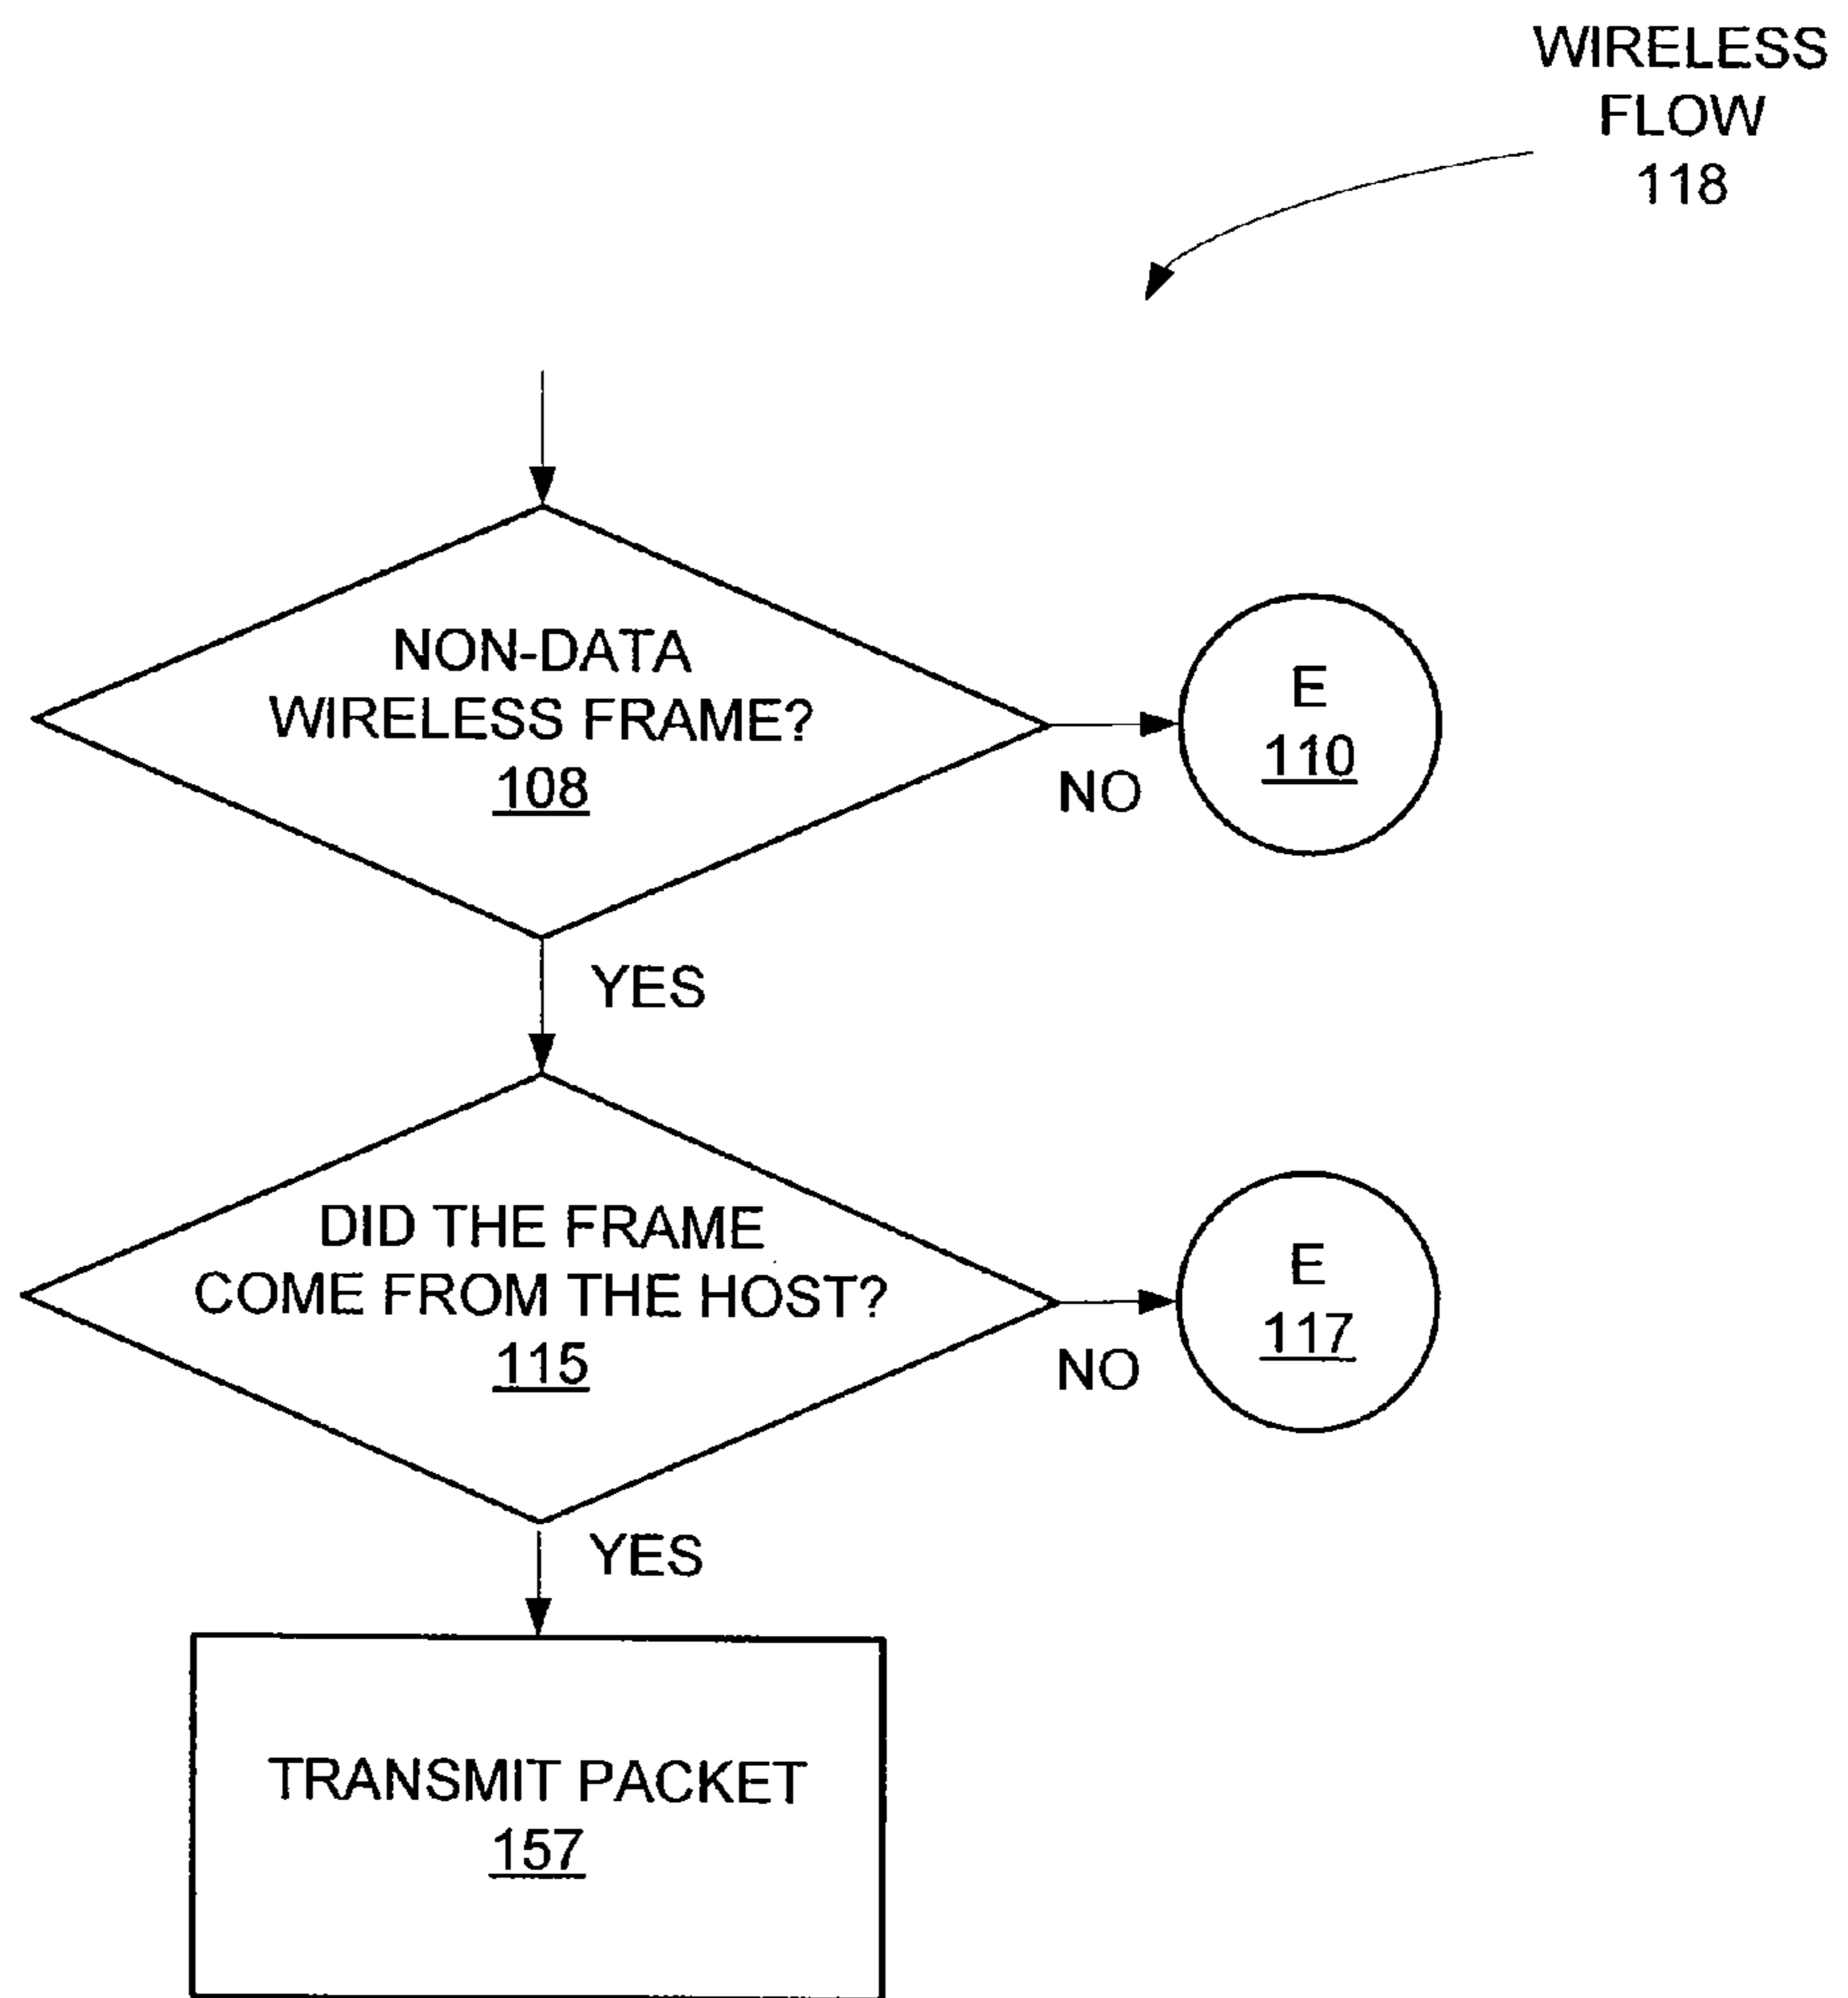 WIRELESS
FLOW
118
NON-DATA
WIRELESS FRAME?
108
NO
E
110
YES
DID THE FRAME
COME FROM THE HOST?
115
NO
E
117
YES
TRANSMIT PACKET
157